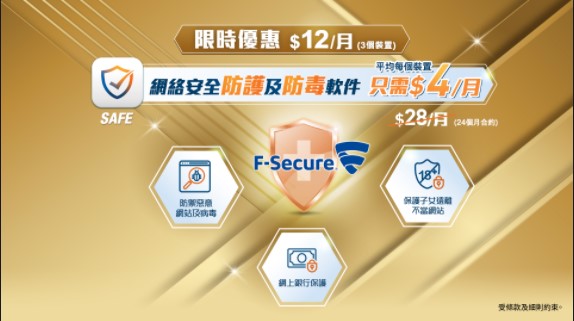 限時優惠 $12/月 (3個裝置)
平均每個裝置
網絡安全防護及防毒軟件 只需$4/月
SAFE
$28/月 (24個月合約)
F-Secure
18+
防禦惡意
網站及病毒
保護子女遠離
不當網站
網上銀行保護
受條款及細則約束。